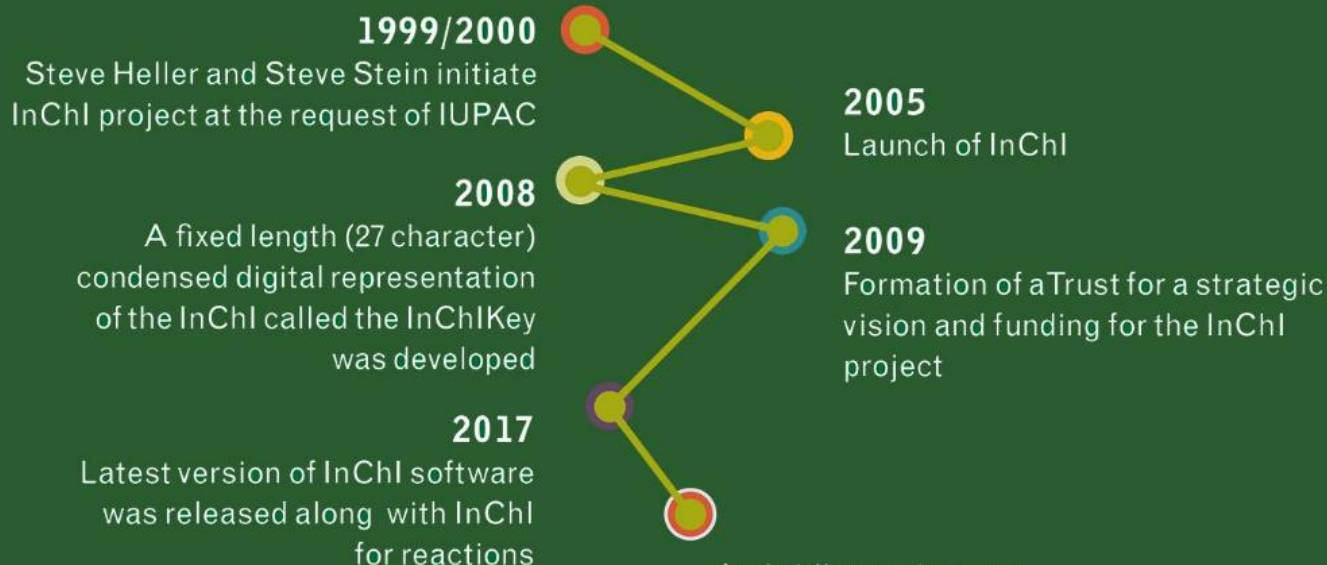 1999/2000
Steve Heller and Steve Stein initiate
InChI project at the request of IUPAC
2005
Launch of InChI
2008
A fixed length (27 character)
condensed digital representation
of the InChI called the InChIKey
was developed
2009
Formation of aTrust for a strategic
vision and funding for the InChI
project
2017
Latest version of InChI software
was released along with InChI
for reactions